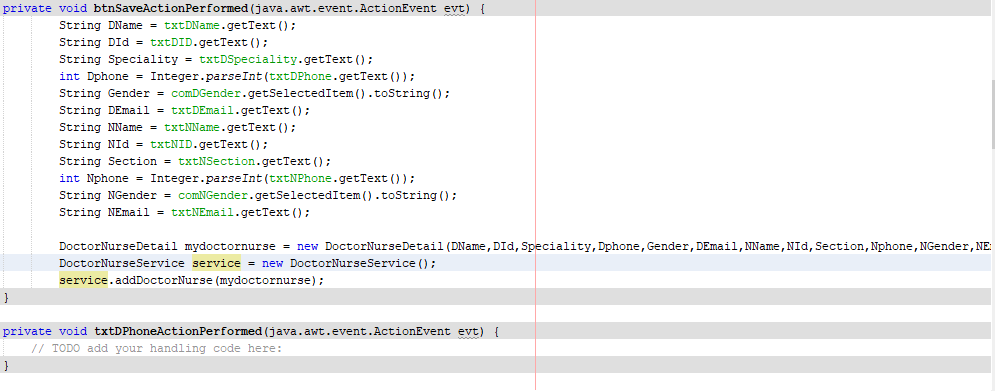 private void btnSaveActionPerformed(java.awt.event.ActionEvent evt) {
String DName = txtDName.getText();
String DId = txtDID.getText();
String Speciality = txtDSpeciality.getText();
int Dphone = Integer.parseInt(txtDPhone.getText());
String Gender = comDGender.getSelectedItem().toString();
String DEmail = txtDEmail.getText();
String NName = txtNName.getText();
String NId = txtNID.getText();
String Section = txtNSection.getText();
int Nphone = Integer.parseInt(txtNPhone.getText());
String NGender = comNGender.getSelectedItem().toString();
String NEmail = txtNEmail.getText();
DoctorNurseDetail mydoctornurse = new DoctorNurseDetail(DName,DId,Speciality,Dphone,Gender,DEmail,NName,NId,Section,Nphone,NGender,
DoctorNurseService service = new DoctorNurseService();
service.addDoctorNurse(mydoctornurse);
}
private void txtDPhoneActionPerformed(java.awt.event.ActionEvent evt) {
// TODO add your handling code here:
}